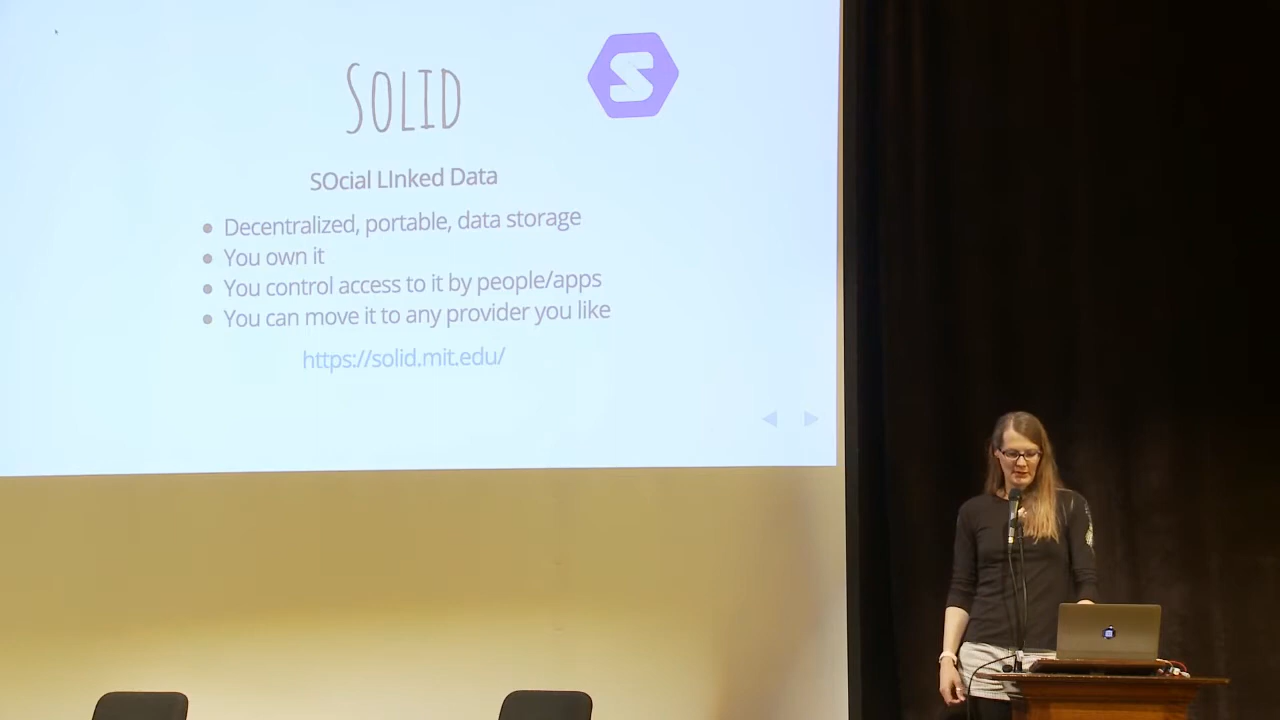 SOLID
SOcial LInked Data
Decentralized, portable, data storage
You own it
You control access to it by people/apps
You can move it to any provider you like
https://solid.mit.edu/